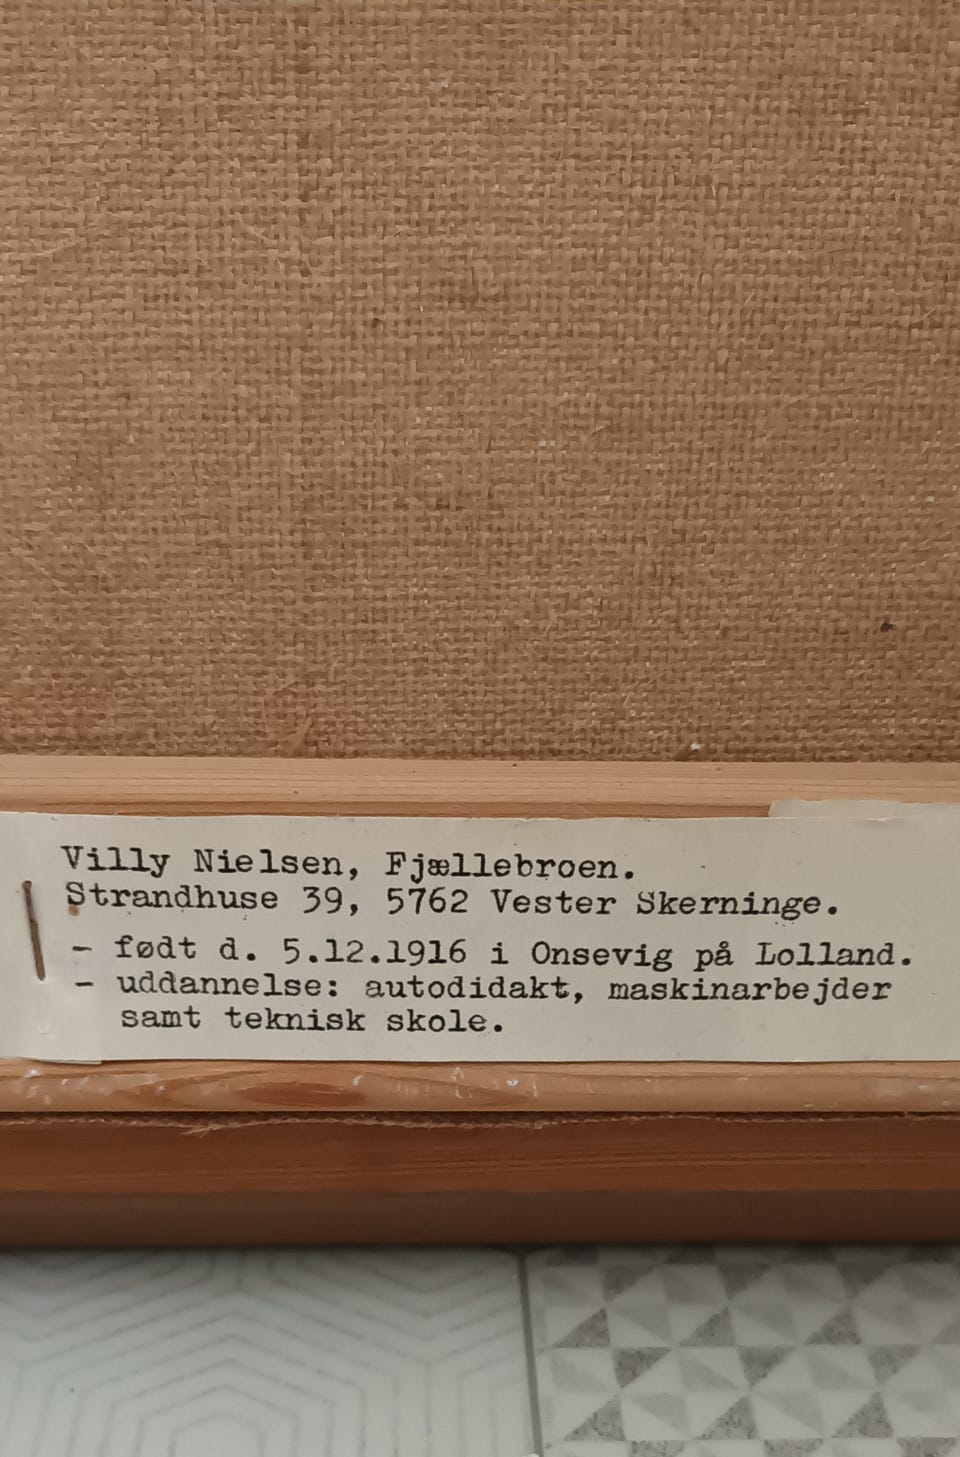 Villy Nielsen, Fjællebroen.
Strandhuse 39, 5762 Vester Skerninge.
- født d. 5.12.1916 i Onsevig på Lolland.
- uddannelse: autodidakt, maskinarbejder
samt teknisk skole.